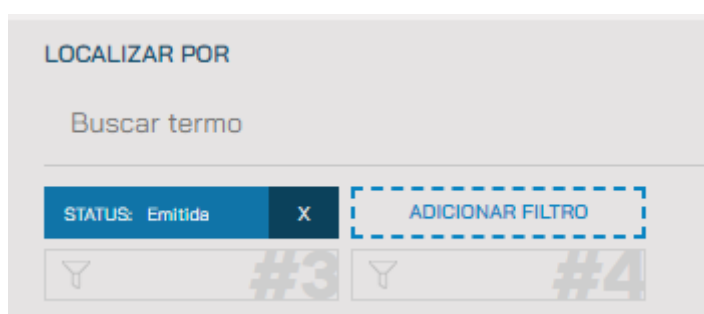 LOCALIZAR POR
Buscar termo
STATUS: Emitida X ADICIONAR FILTRO
#3 #4